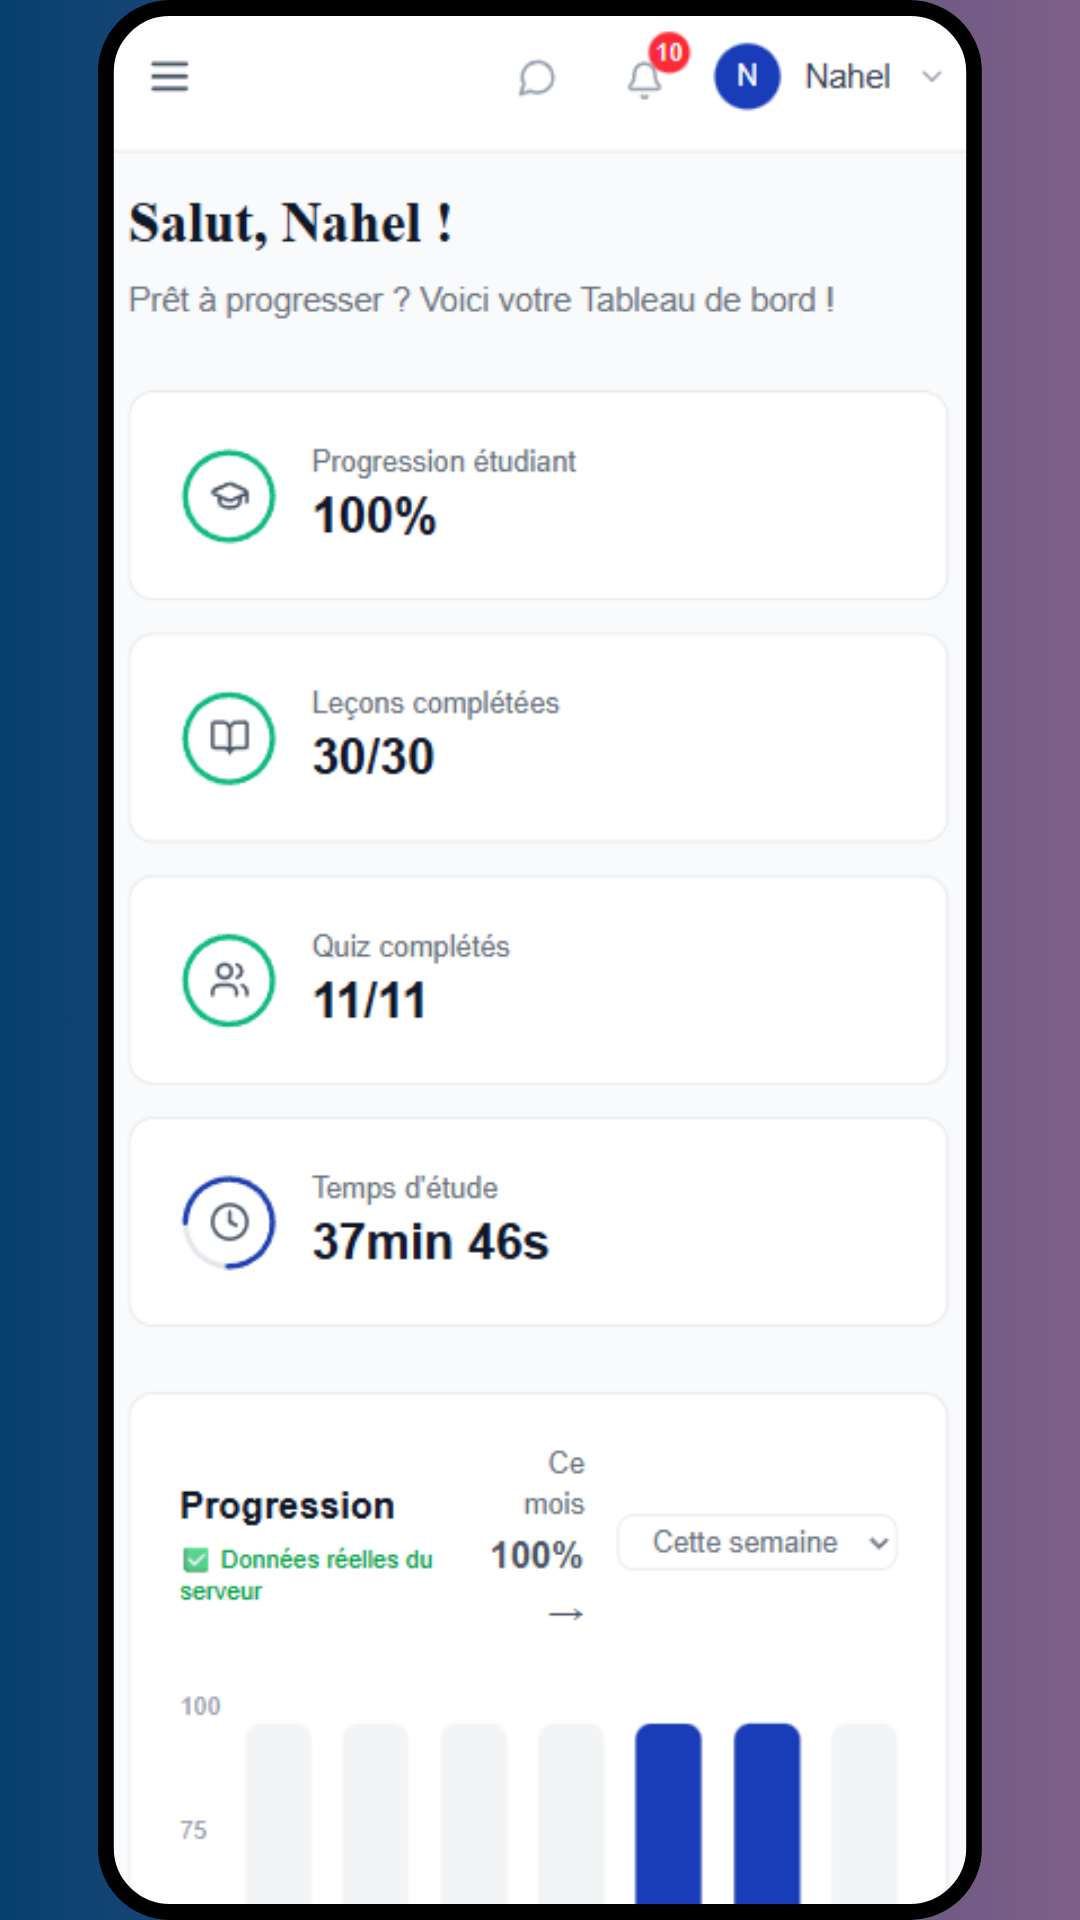 10
N
Nahel
Salut, Nahel !
Prêt à progresser ? Voici votre Tableau de bord !
Progression étudiant
100%
Leçons complétées
30/30
Quiz complétés
11/11
Temps d'étude
37min 46s
Progression
✅ Données réelles du
serveur
Ce
mois
100%
→
Cette semaine
100
75